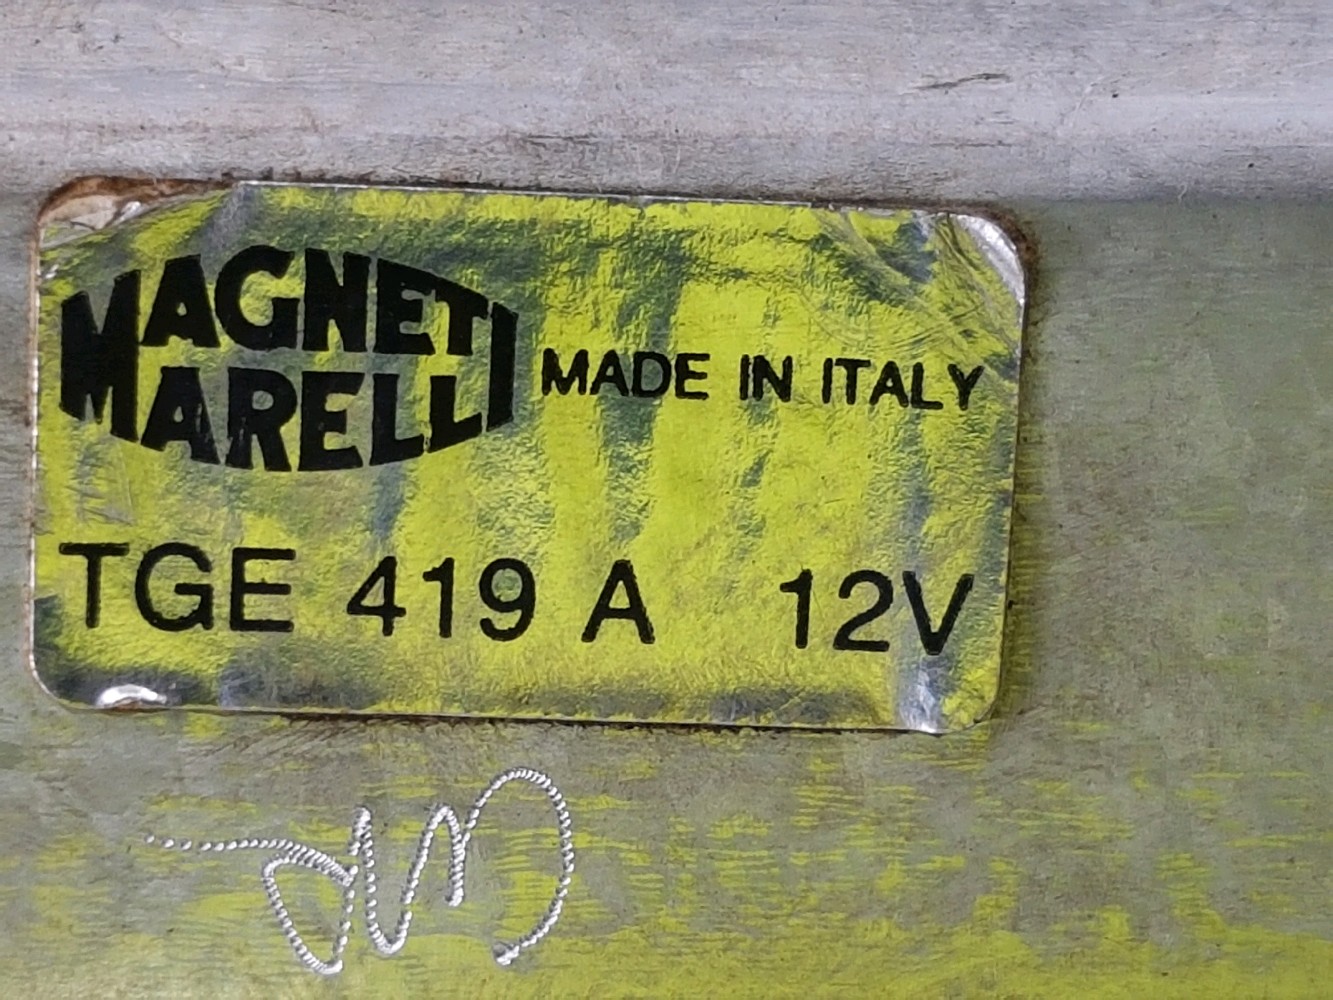 MAGNETI
MARELLI MADE IN ITALY
TGE 419 A 12V